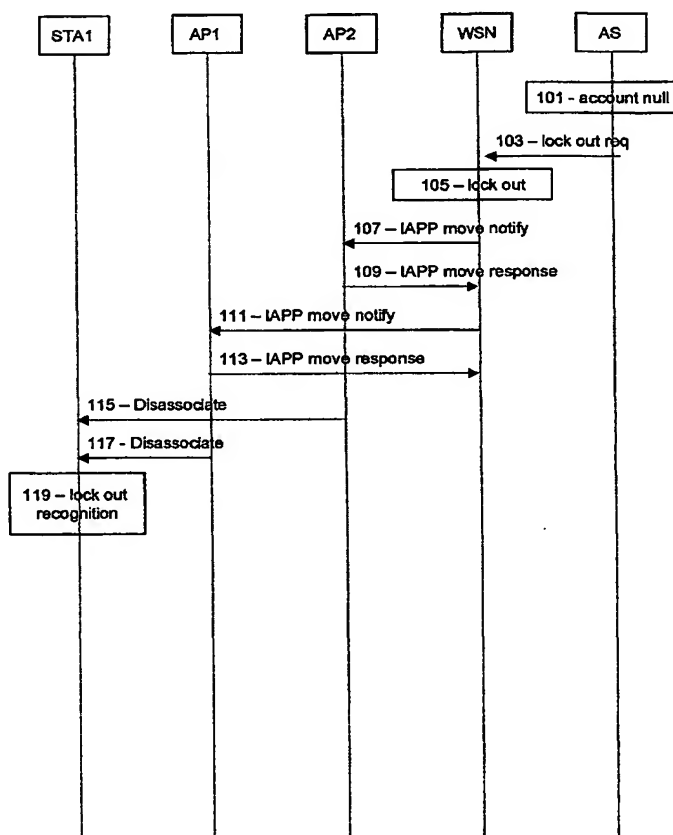 STA1 AP1 AP2 WSN AS
101 - account null
103 – lock out req
105 – lock out
107 – IAPP move notify
109 – IAPP move response
111 – IAPP move notify
113 – IAPP move response
115 – Disassociate
117 - Disassociate
119 – lock out
recognition